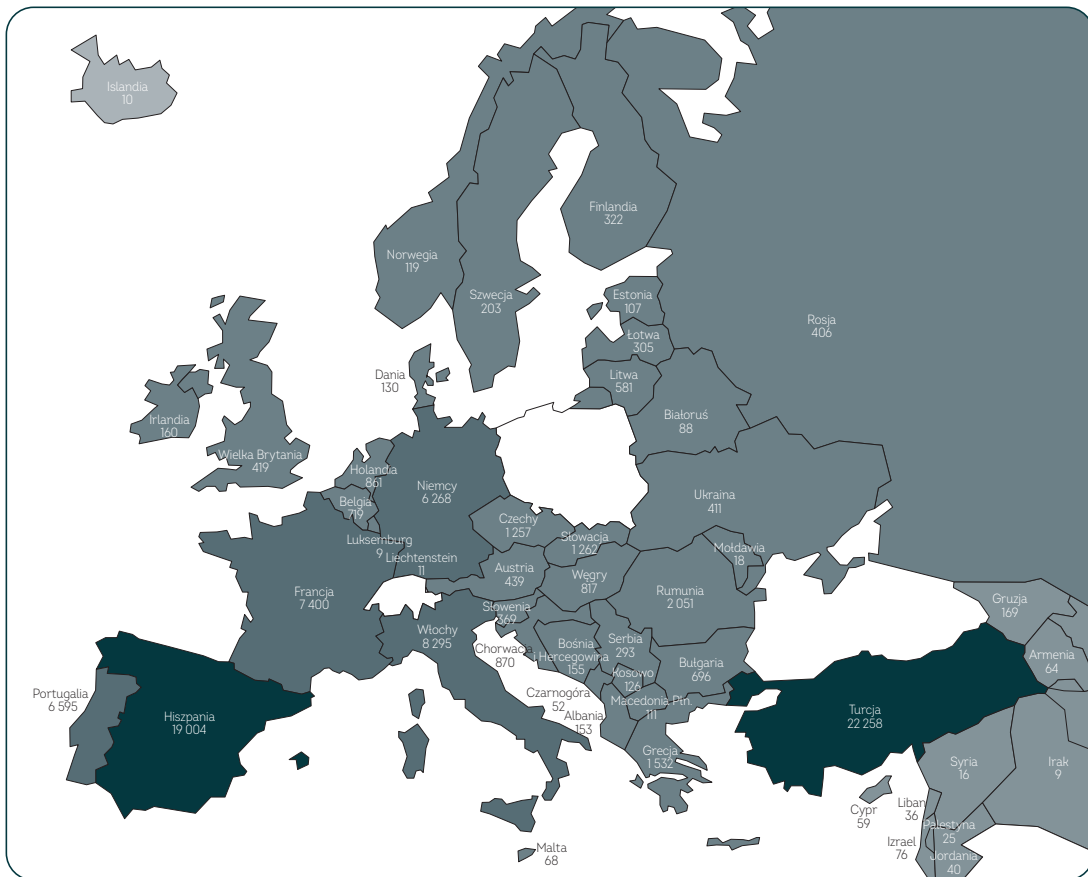 Islandia
10
Finlandia
322
Norwegia
119
Szwecja
203
Estonia
107
Rosja
406
Łotwa
305
Dania
130
Litwa
581
Białoruś
88
Irlandia
160
Wielka Brytania
419
Holandia
861
Niemcy
6 268
Belgia
719
Ukraina
411
Czechy
1 257
Słowacja
1 262
Luksemburg
9
Liechtenstein
11
Mołdawia
18
Austria
439
Węgry
817
Francja
7 400
Rumunia
2 051
Gruzja
169
Słowenia
369
Włochy
8 295
Chorwacja
870
Bośnia
i Hercegowina
155
Serbia
293
Armenia
64
Bułgaria
696
Kosowo
126
Portugalia
6 595
Czarnogóra
52
Macedonia Płn.
111
Hiszpania
19 004
Albania
153
Turcja
22 258
Grecja
1 532
Syria
16
Irak
9
Cypr
59
Liban
36
Palestyna
25
Izrael
76
Malta
68
Jordania
40